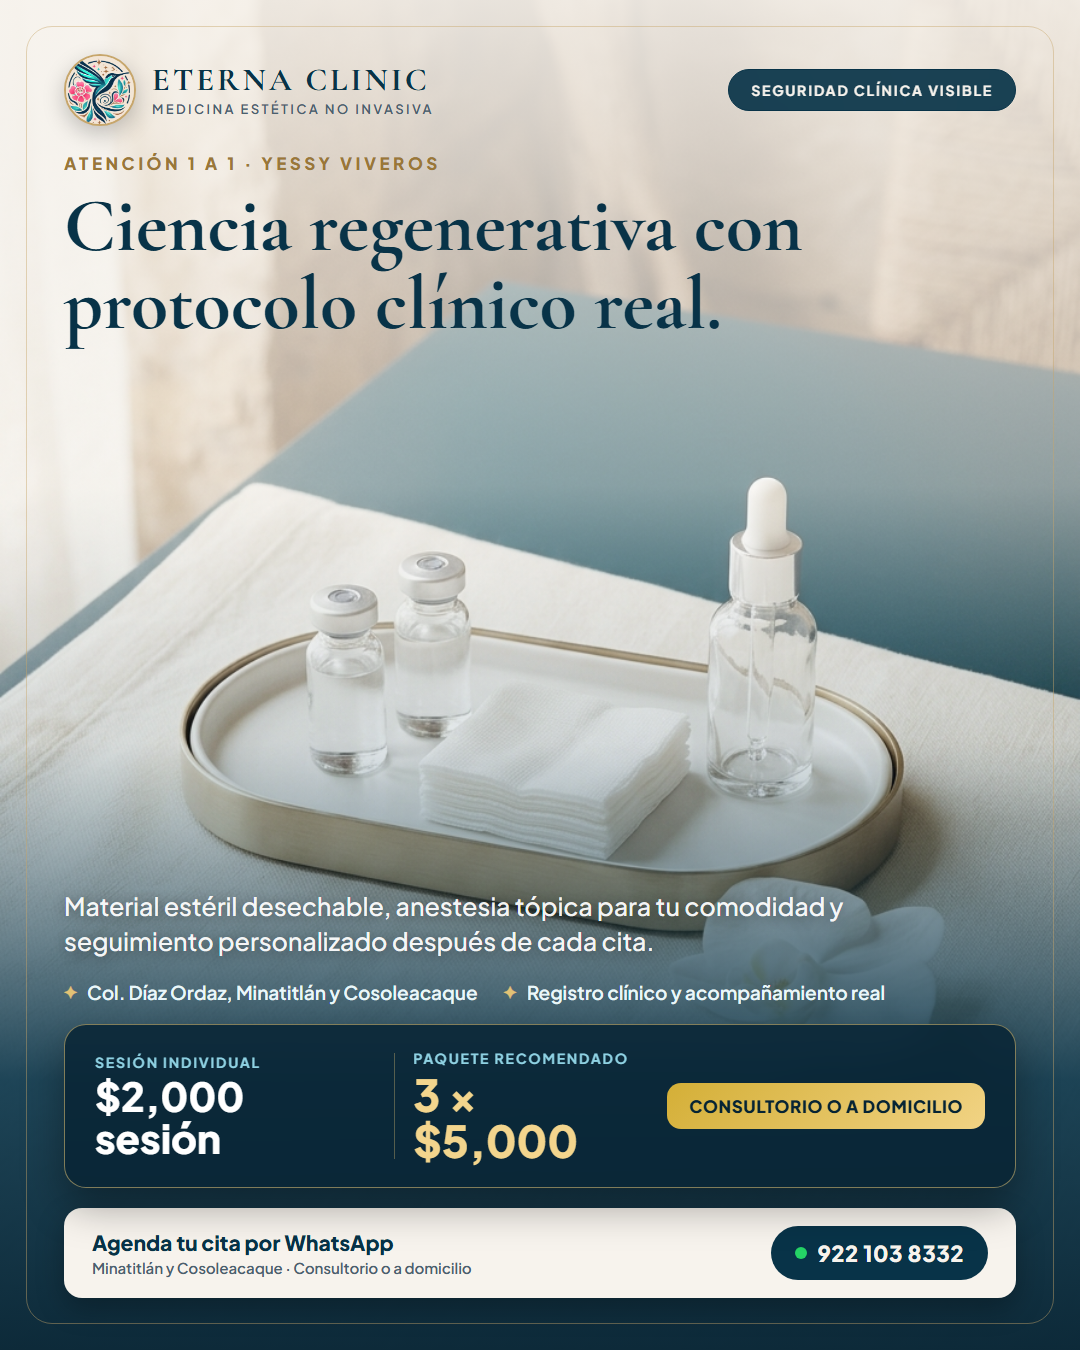 ETERNA CLINIC
MEDICINA ESTÉTICA NO INVASIVA
SEGURIDAD CLÍNICA VISIBLE
ATENCIÓN 1 A 1 · YESSY VIVEROS
Ciencia regenerativa con
protocolo clínico real.
Material estéril desechable, anestesia tópica para tu comodidad y
seguimiento personalizado después de cada cita.
✦ Col. Díaz Ordaz, Minatitlán y Cosoleacaque ✦ Registro clínico y acompañamiento real
SESIÓN INDIVIDUAL
$2,000
sesión
PAQUETE RECOMENDADO
3 ×
$5,000
CONSULTORIO O A DOMICILIO
Agenda tu cita por WhatsApp
Minatitlán y Cosoleacaque · Consultorio o a domicilio
922 103 8332